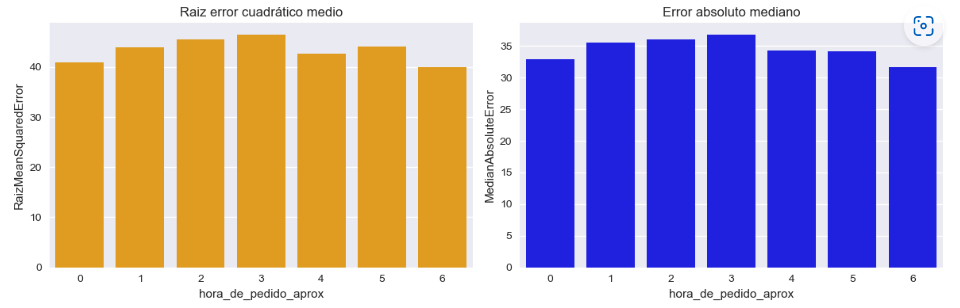 Raiz error cuadrático medio
RaizMeanSquaredError
40
30
20
10
0
0 1 2 3 4 5 6
hora_de_pedido_aprox
Error absoluto mediano
MedianAbsoluteError
35
30
25
20
15
10
5
0
0 1 2 3 4 5 6
hora_de_pedido_aprox